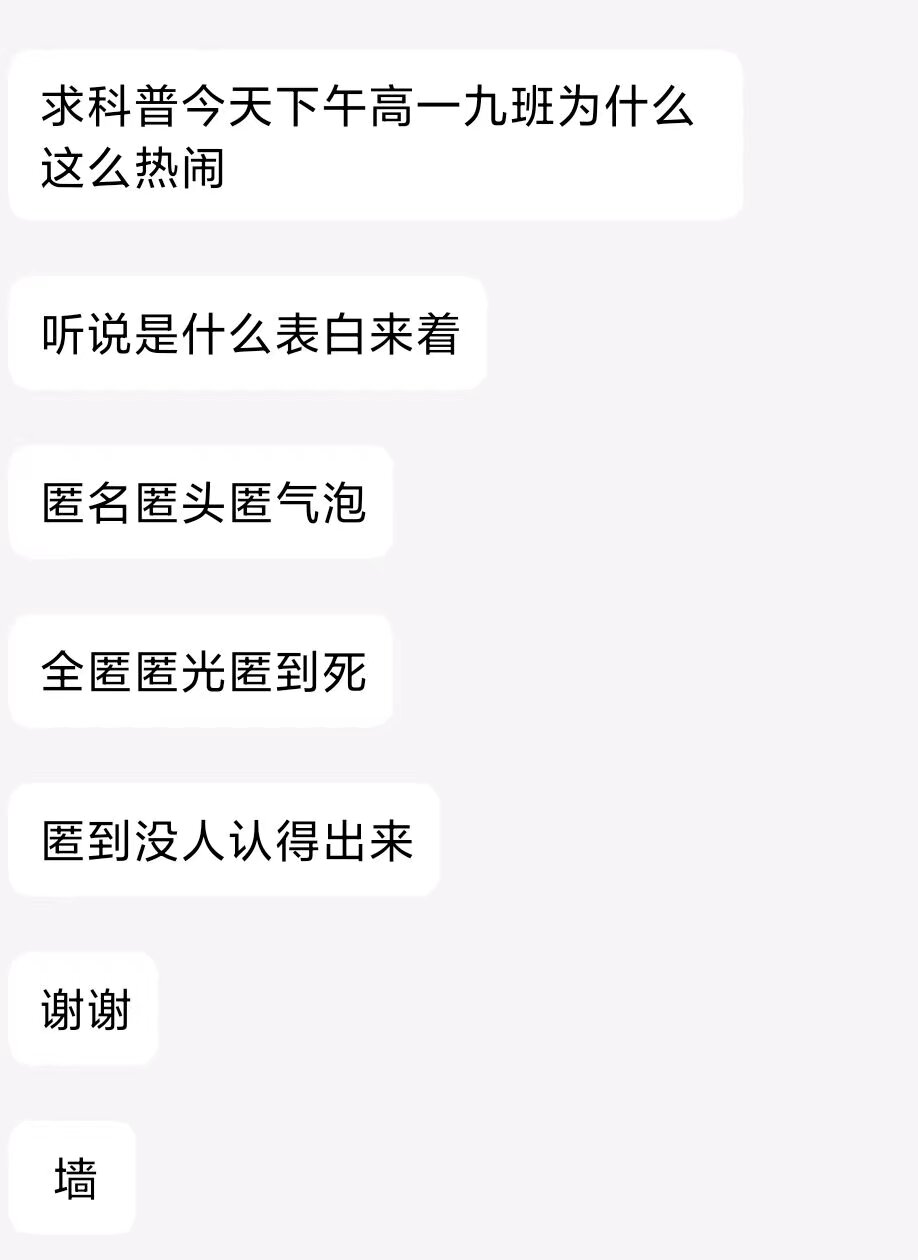 求科普今天下午高一九班为什么
这么热闹
听说是什么表白来着
匿名匿头匿气泡
全匿匿光匿到死
匿到没人认得出来
谢谢
墙